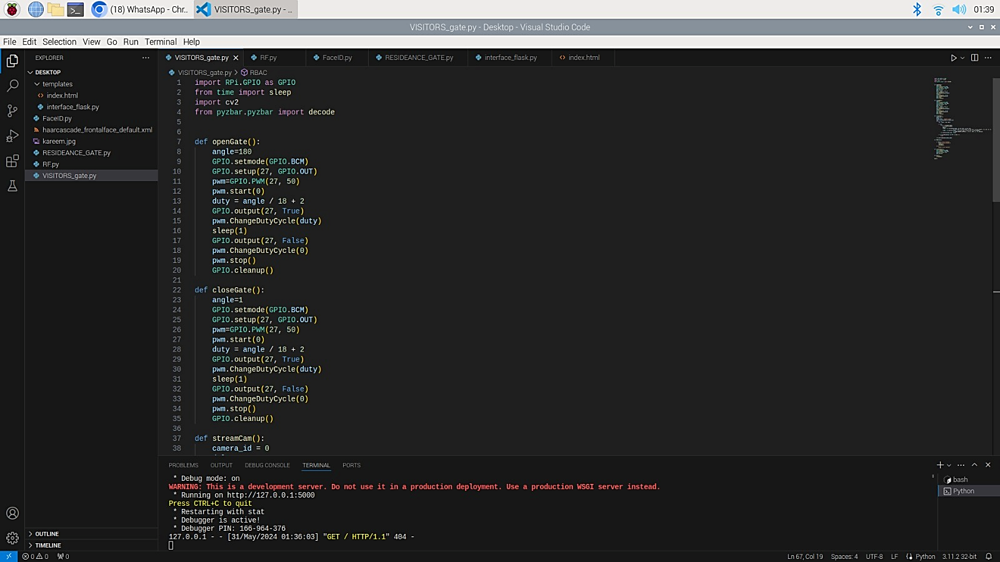 (18) WhatsApp - Chr..
VISITORS_gate.py - ..
01:39
VISITORS_gate.py - Desktop - Visual Studio Code
File Edit Selection View Go Run Terminal Help
EXPLORER
VISITORS_gate.py
RF.py
FaceID.py
RESIDEANCE_GATE.py
interface_flask.py
index.html
DESKTOP
templates
index.html
interface_flask.py
FaceID.py
haarcascade_frontalface_default.xml
kareem.jpg
RESIDEANCE_GATE.py
RF.py
VISITORS_gate.py
OUTLINE
TIMELINE
VISITORS_gate.py > RBAC
1 import RPi.GPIO as GPIO
2 from time import sleep
3 import cv2
4 from pyzbar.pyzbar import decode
5
6
7 def openGate():
8 angle=180
9 GPIO.setmode(GPIO.BCM)
10 GPIO.setup(27, GPIO.OUT)
11 pwm=GPIO.PWM(27, 50)
12 pwm.start(0)
13 duty = angle / 18 + 2
14 GPIO.output(27, True)
15 pwm.ChangeDutyCycle(duty)
16 sleep(1)
17 GPIO.output(27, False)
18 pwm.ChangeDutyCycle(0)
19 pwm.stop()
20 GPIO.cleanup()
21
22 def closeGate():
23 angle=1
24 GPIO.setmode(GPIO.BCM)
25 GPIO.setup(27, GPIO.OUT)
26 pwm=GPIO.PWM(27, 50)
27 pwm.start(0)
28 duty = angle / 18 + 2
29 GPIO.output(27, True)
30 pwm.ChangeDutyCycle(duty)
31 sleep(1)
32 GPIO.output(27, False)
33 pwm.ChangeDutyCycle(0)
34 pwm.stop()
35 GPIO.cleanup()
36
37 def streamCam():
38 camera_id = 0
PROBLEMS OUTPUT DEBUG CONSOLE TERMINAL PORTS
* Debug mode: on
WARNING: This is a development server. Do not use it in a production deployment. Use a production WSGI server instead.
* Running on http://127.0.0.1:5000
Press CTRL+C to quit
* Restarting with stat
* Debugger is active!
* Debugger PIN: 166-964-376
127.0.0.1 - - [31/May/2024 01:36:03] "GET / HTTP/1.1" 404 -
bash
Python
0 0 0
Ln 67, Col 19 Spaces: 4 UTF-8 LF Python 3.11.2 32-bit